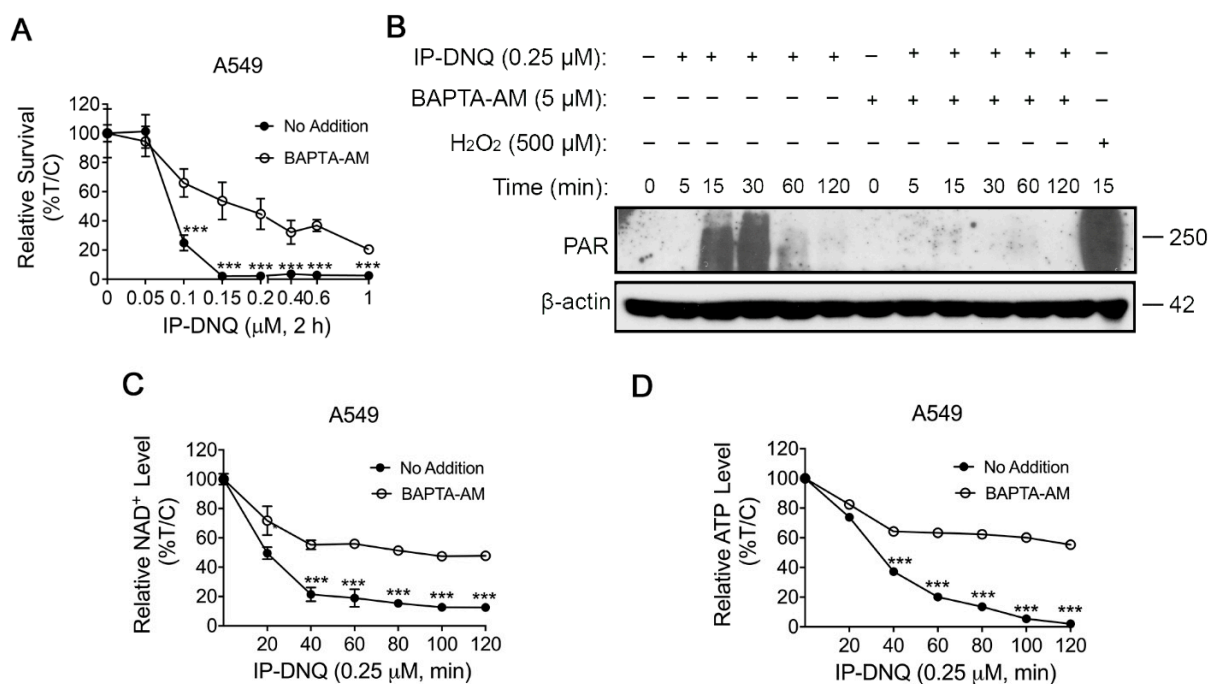 A
A549
Relative Survival
(%T/C)
120
100
80
60
40
20
0
No Addition
BAPTA-AM
***
*** *** *** *** ***
0 0.05 0.1 0.15 0.2 0.4 0.6 1
IP-DNQ (μM, 2 h)
B
IP-DNQ (0.25 μM): – + + + + + – + + + + + –
BAPTA-AM (5 μM): – – – – – – + + + + + + –
H₂O₂ (500 μM): – – – – – – – – – – – – +
Time (min): 0 5 15 30 60 120 0 5 15 30 60 120 15
PAR — 250
β-actin — 42
C
A549
Relative NAD⁺ Level
(%T/C)
120
100
80
60
40
20
0
No Addition
BAPTA-AM
*** *** *** *** ***
20 40 60 80 100 120
IP-DNQ (0.25 μM, min)
D
A549
Relative ATP Level
(%T/C)
120
100
80
60
40
20
0
No Addition
BAPTA-AM
***
***
***
***
***
20 40 60 80 100 120
IP-DNQ (0.25 μM, min)